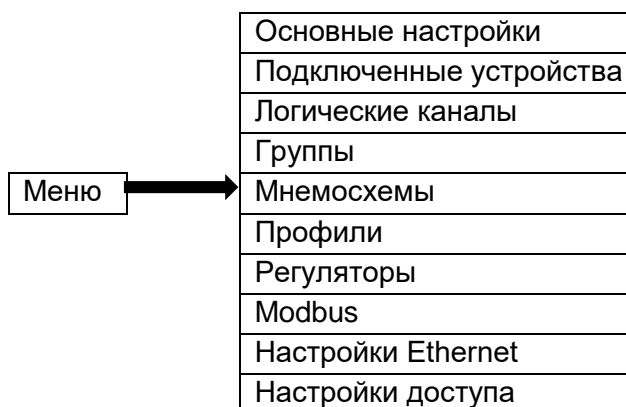 Основные настройки
Подключенные устройства
Логические каналы
Группы
Меню
Мнемосхемы
Профили
Регуляторы
Modbus
Настройки Ethernet
Настройки доступа